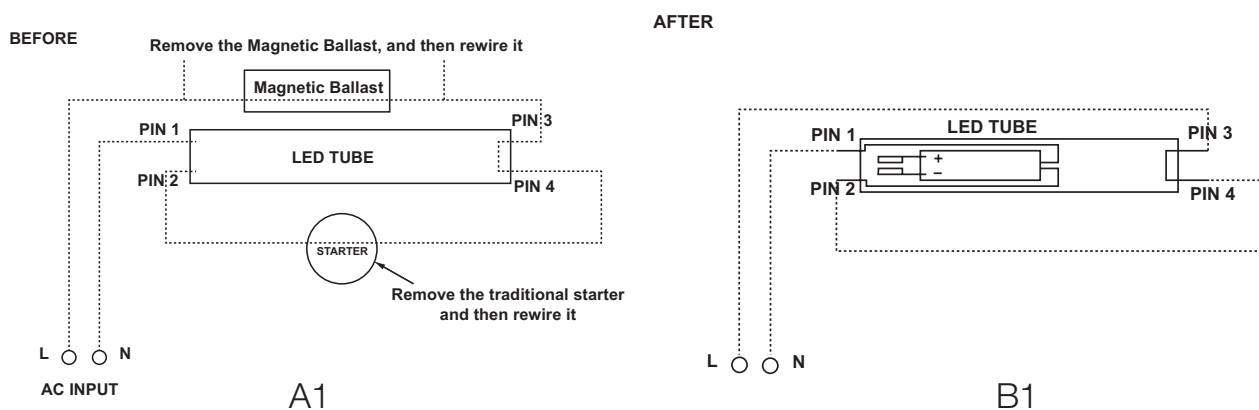 BEFORE
Remove the Magnetic Ballast, and then rewire it
Magnetic Ballast
PIN 1
PIN 3
LED TUBE
PIN 2
PIN 4
STARTER
Remove the traditional starter
and then rewire it
L
N
AC INPUT
A1
AFTER
LED TUBE
PIN 1
PIN 3
+
–
PIN 2
PIN 4
L
N
B1